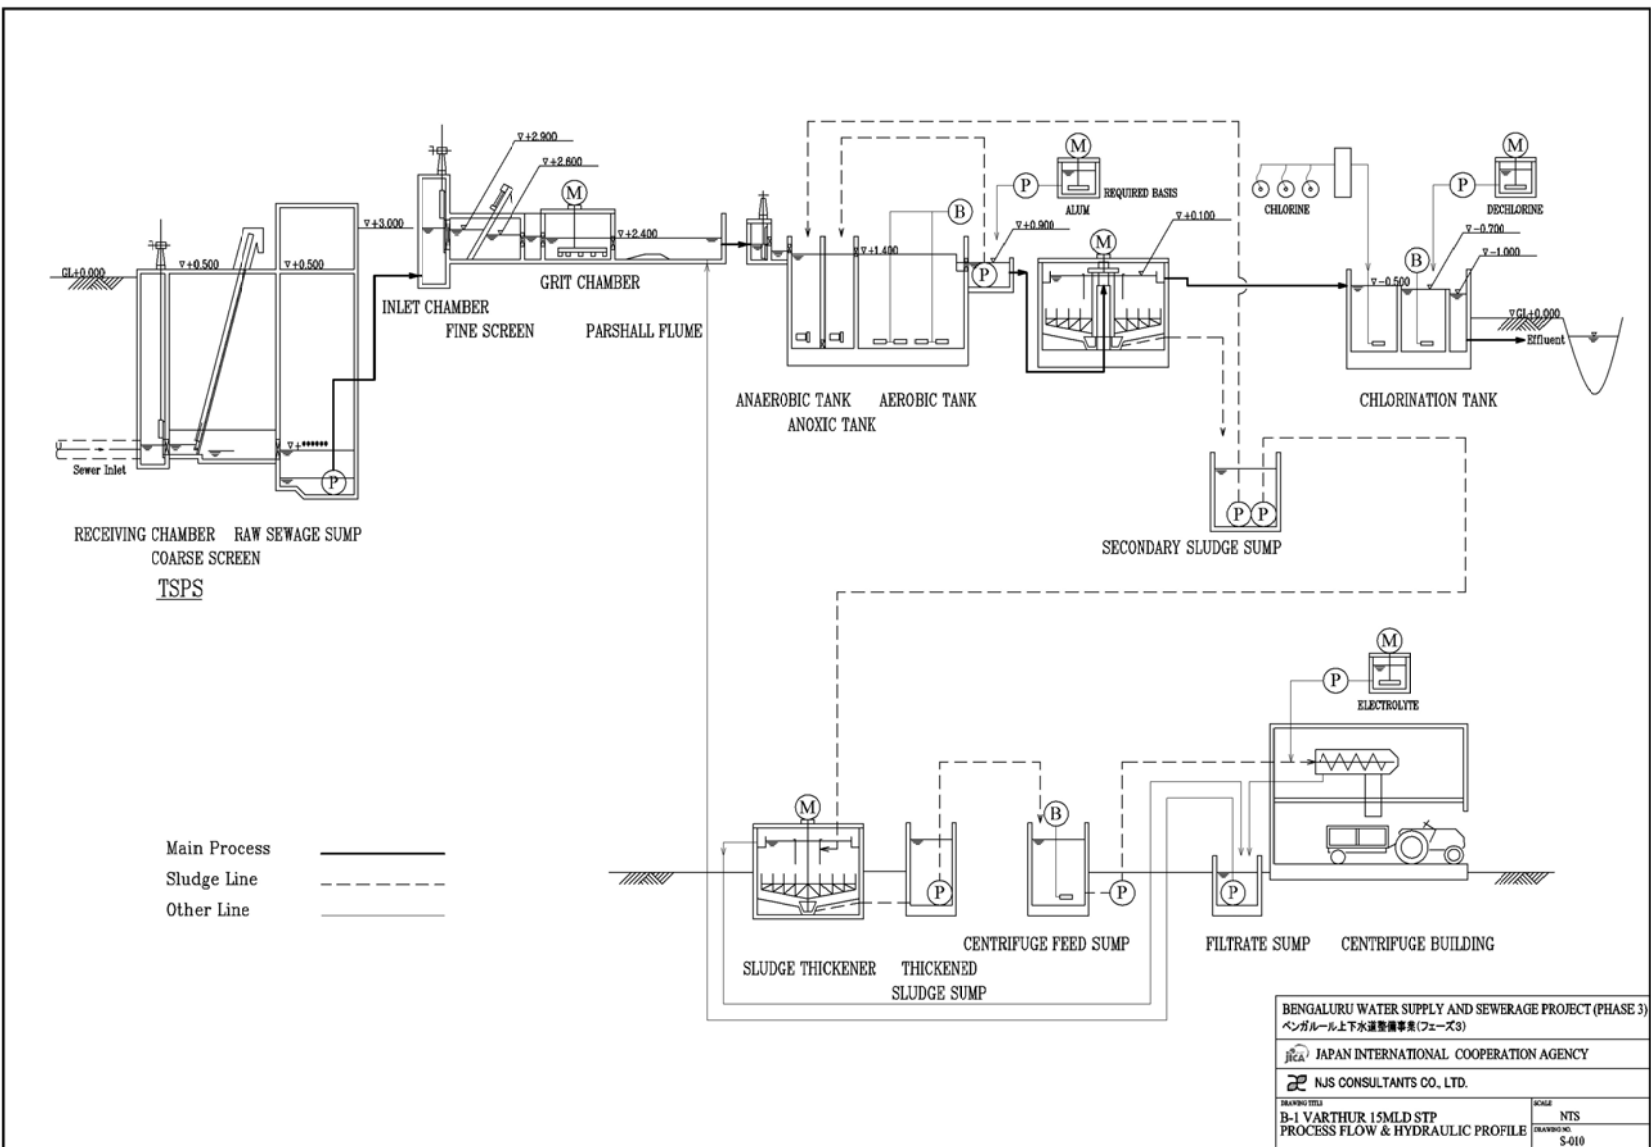 ▽+2.900
▽+2.600
M
▽+3.000
▽+2.400
GL±0.000
▽+0.500
▽+0.500
INLET CHAMBER
GRIT CHAMBER
FINE SCREEN
PARSHALL FLUME
▽+******
P
Sewer Inlet
RECEIVING CHAMBER
RAW SEWAGE SUMP
COARSE SCREEN
TSPS
B
▽+1.400
P
▽+0.900
P
M
ALUM
REQUIRED BASIS
M
▽+0.100
CHLORINE
P
M
DECHLORINE
B
▽-0.500
▽-0.700
▽-1.000
▽GL±0.000
Effluent
ANAEROBIC TANK
AEROBIC TANK
ANOXIC TANK
CHLORINATION TANK
P
P
SECONDARY SLUDGE SUMP
M
P
ELECTROLYTE
M
B
P
P
P
CENTRIFUGE FEED SUMP
FILTRATE SUMP
CENTRIFUGE BUILDING
SLUDGE THICKENER
THICKENED
SLUDGE SUMP
Main Process
Sludge Line
Other Line
BENGALURU WATER SUPPLY AND SEWERAGE PROJECT (PHASE 3)
ベンガルール上下水道整備事業(フェーズ3)
jica JAPAN INTERNATIONAL COOPERATION AGENCY
NJS CONSULTANTS CO., LTD.
DRAWING TITLE
B-1 VARTHUR 15MLD STP
PROCESS FLOW & HYDRAULIC PROFILE
SCALE
NTS
DRAWING NO.
S-010